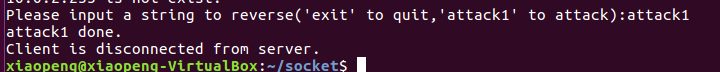 Please input a string to reverse('exit' to quit,'attack1' to attack):attack1
attack1 done.
Client is disconnected from server.
xiaopeng@xiaopeng-VirtualBox:~/socket$